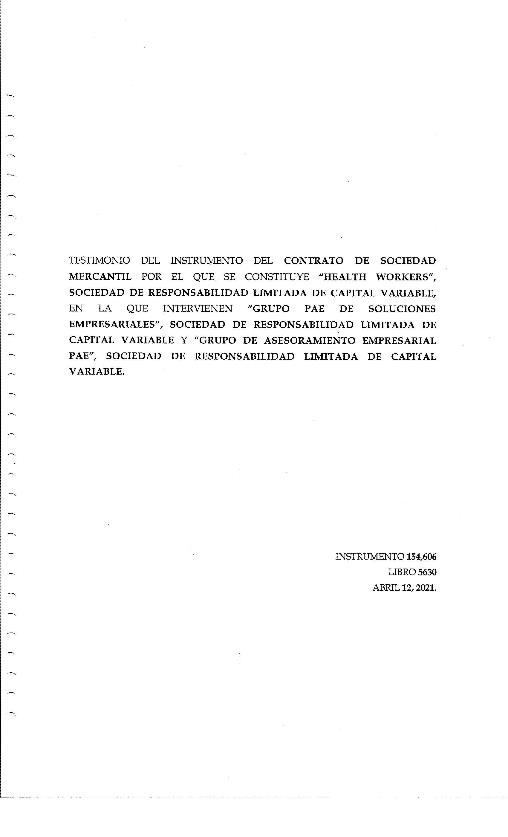 TESTIMONIO DEL INSTRUMENTO DEL CONTRATO DE SOCIEDAD
MERCANTIL POR EL QUE SE CONSTITUYE "HEALTH WORKERS",
SOCIEDAD DE RESPONSABILIDAD LIMITADA DE CAPITAL VARIABLE,
EN LA QUE INTERVIENEN "GRUPO PAE DE SOLUCIONES
EMPRESARIALES", SOCIEDAD DE RESPONSABILIDAD LIMITADA DE
CAPITAL VARIABLE Y "GRUPO DE ASESORAMIENTO EMPRESARIAL
PAE", SOCIEDAD DE RESPONSABILIDAD LIMITADA DE CAPITAL
VARIABLE.
INSTRUMENTO 154,606
LIBRO 5630
ABRIL 12, 2021.